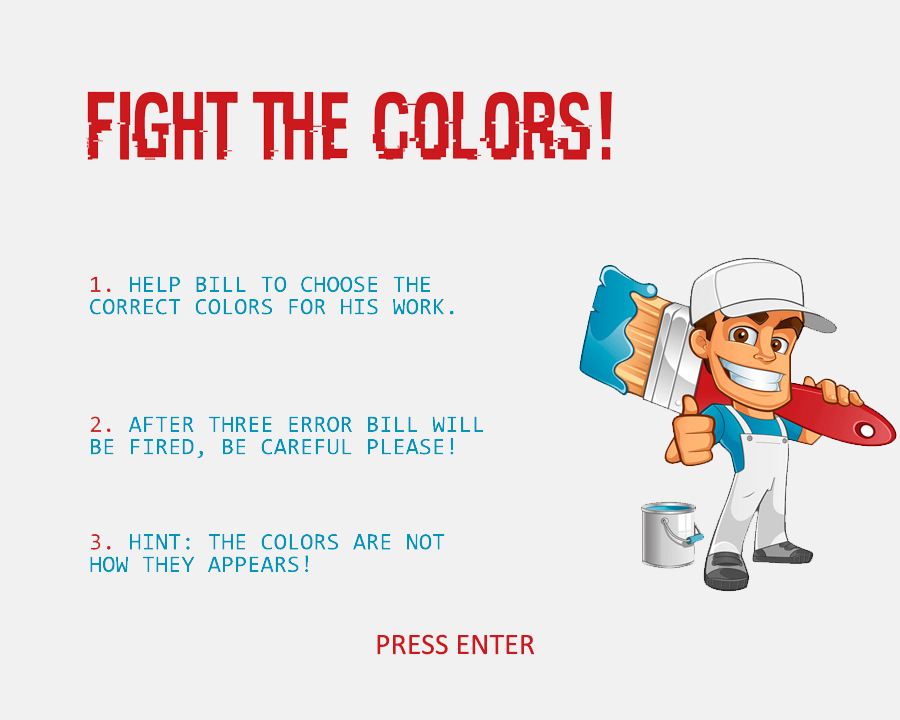 FIGHT THE COLORS!
1. HELP BILL TO CHOOSE THE
CORRECT COLORS FOR HIS WORK.
2. AFTER THREE ERROR BILL WILL
BE FIRED, BE CAREFUL PLEASE!
3. HINT: THE COLORS ARE NOT
HOW THEY APPEARS!
PRESS ENTER